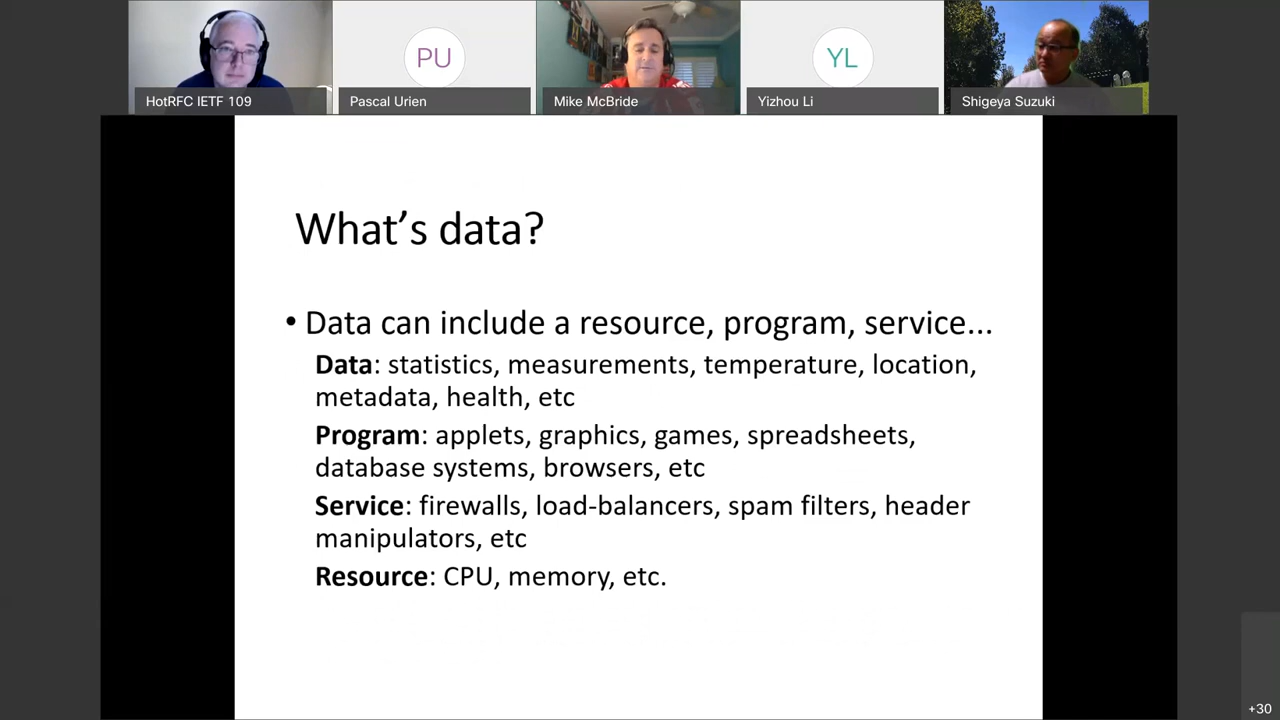 PU
YL
HotRFC IETF 109
Pascal Urien
Mike McBride
Yizhou Li
Shigeya Suzuki
What's data?
• Data can include a resource, program, service...
Data: statistics, measurements, temperature, location,
metadata, health, etc
Program: applets, graphics, games, spreadsheets,
database systems, browsers, etc
Service: firewalls, load-balancers, spam filters, header
manipulators, etc
Resource: CPU, memory, etc.
+30